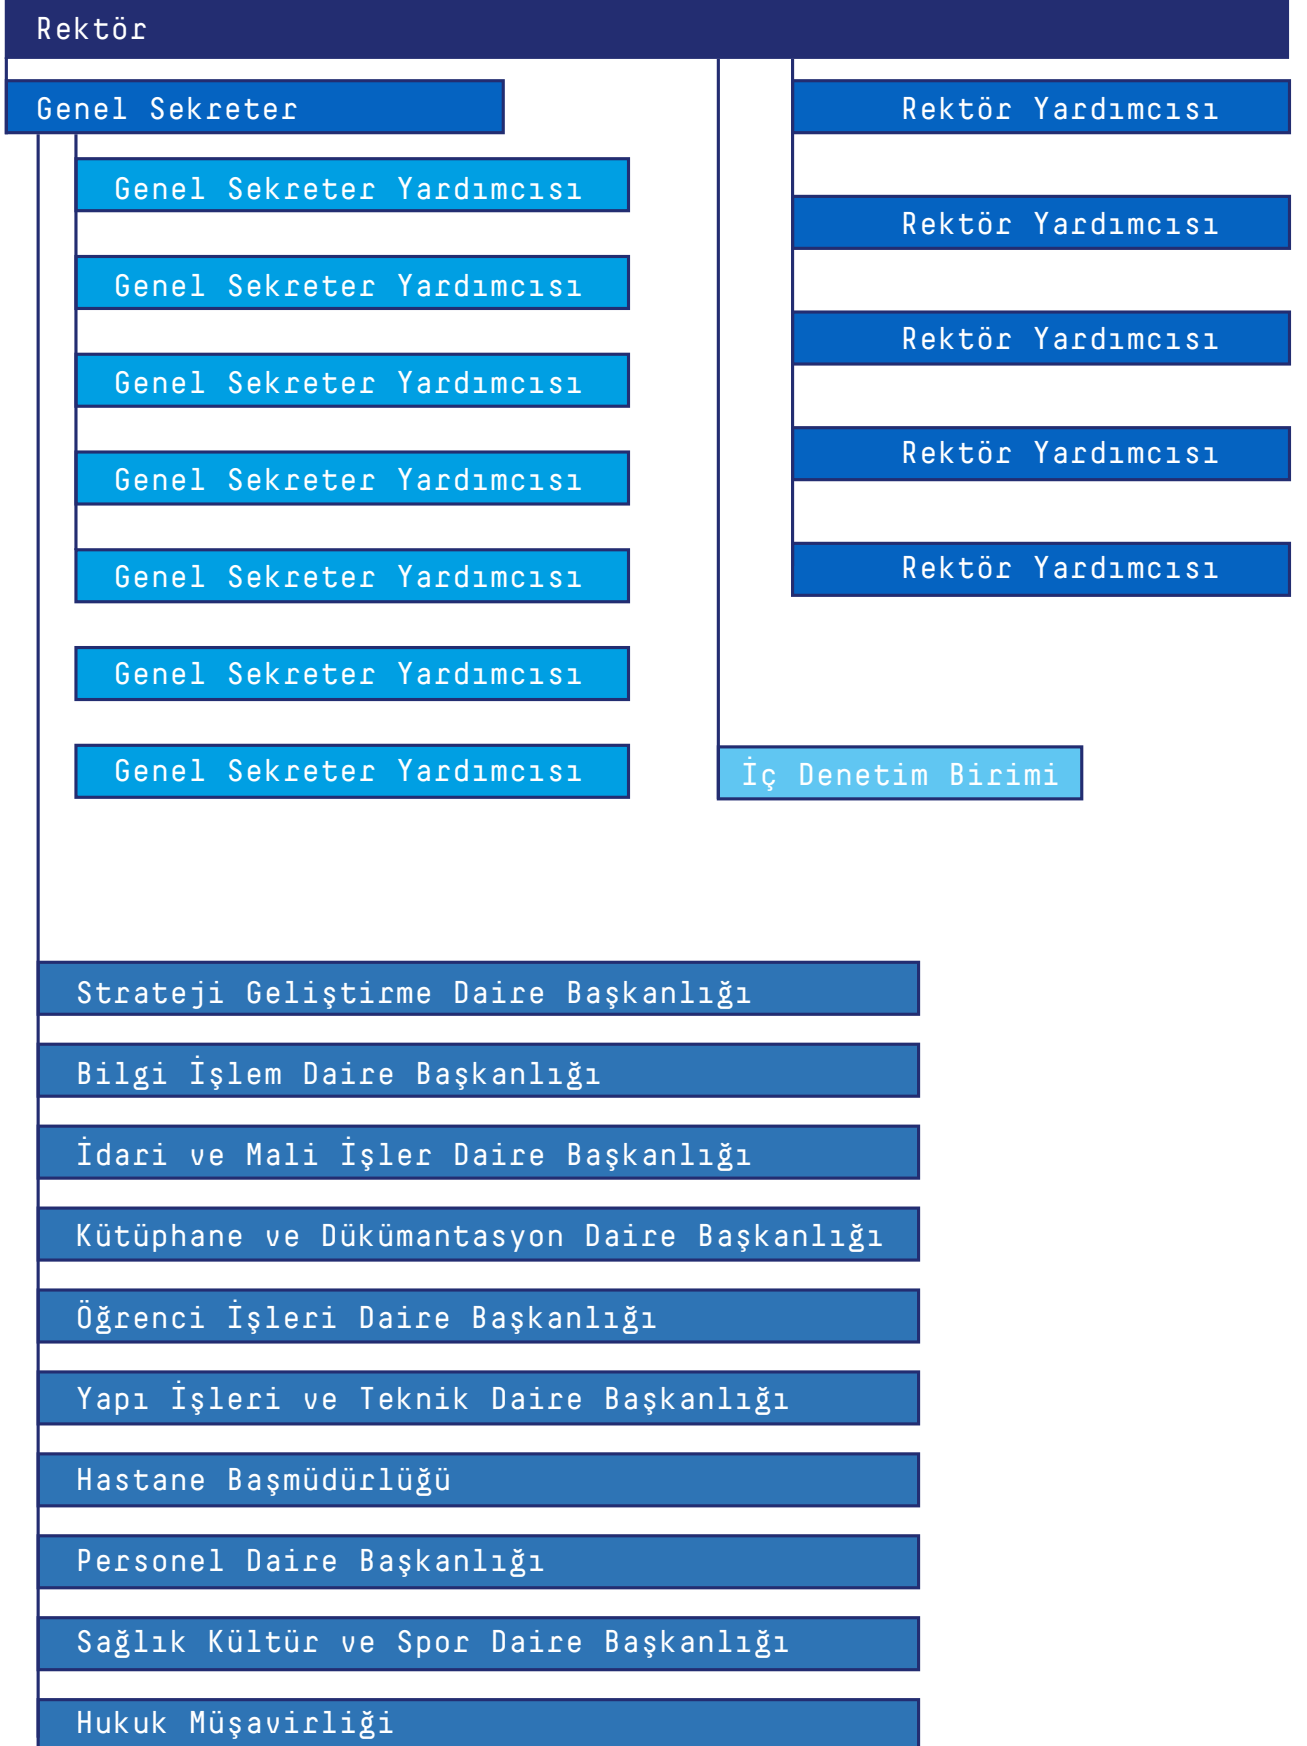 Rektör
Genel Sekreter
Genel Sekreter Yardımcısı
Genel Sekreter Yardımcısı
Genel Sekreter Yardımcısı
Genel Sekreter Yardımcısı
Genel Sekreter Yardımcısı
Genel Sekreter Yardımcısı
Genel Sekreter Yardımcısı
Rektör Yardımcısı
Rektör Yardımcısı
Rektör Yardımcısı
Rektör Yardımcısı
Rektör Yardımcısı
İç Denetim Birimi
Strateji Geliştirme Daire Başkanlığı
Bilgi İşlem Daire Başkanlığı
İdari ve Mali İşler Daire Başkanlığı
Kütüphane ve Dükümantasyon Daire Başkanlığı
Öğrenci İşleri Daire Başkanlığı
Yapı İşleri ve Teknik Daire Başkanlığı
Hastane Başmüdürlüğü
Personel Daire Başkanlığı
Sağlık Kültür ve Spor Daire Başkanlığı
Hukuk Müşavirliği